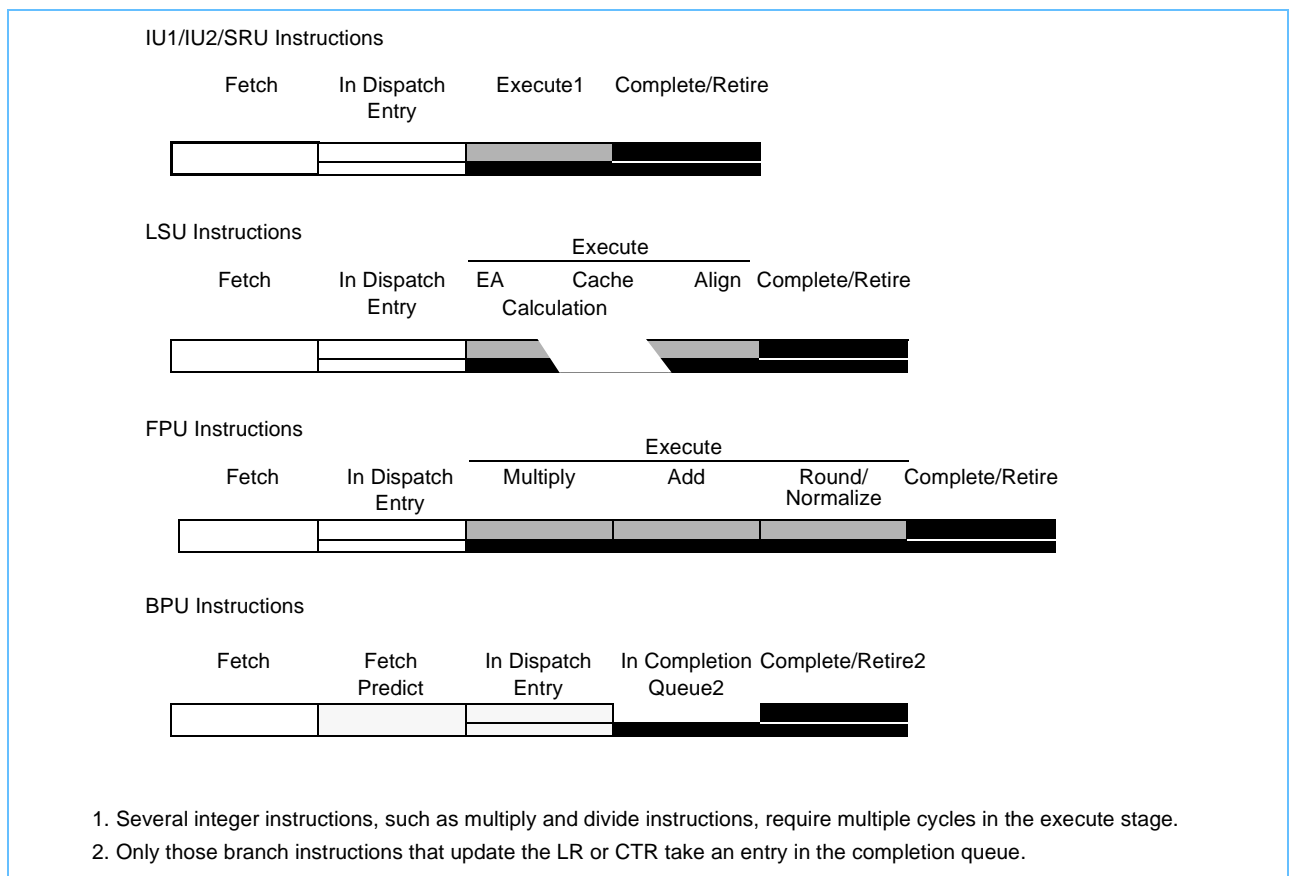 IU1/IU2/SRU Instructions
Fetch In Dispatch Execute1 Complete/Retire
Entry
LSU Instructions
Execute
Fetch In Dispatch EA Cache Align Complete/Retire
Entry Calculation
FPU Instructions
Execute
Fetch In Dispatch Multiply Add Round/ Complete/Retire
Entry Normalize
BPU Instructions
Fetch Fetch In Dispatch In Completion Complete/Retire2
Predict Entry Queue2
1. Several integer instructions, such as multiply and divide instructions, require multiple cycles in the execute stage.
2. Only those branch instructions that update the LR or CTR take an entry in the completion queue.